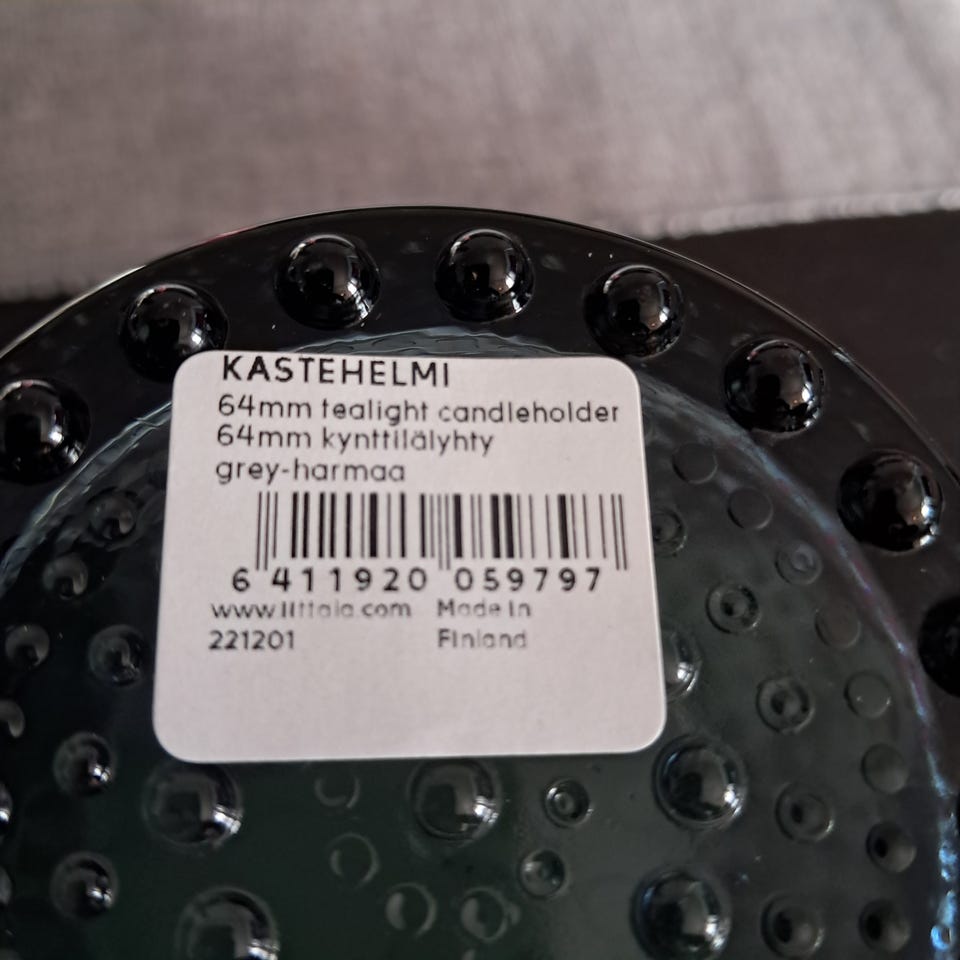 KASTEHELMI
64mm tealight candleholder
64mm kynttilälyhty
grey-harmaa
6 411920 059797
www.iittala.com Made in
221201 Finland